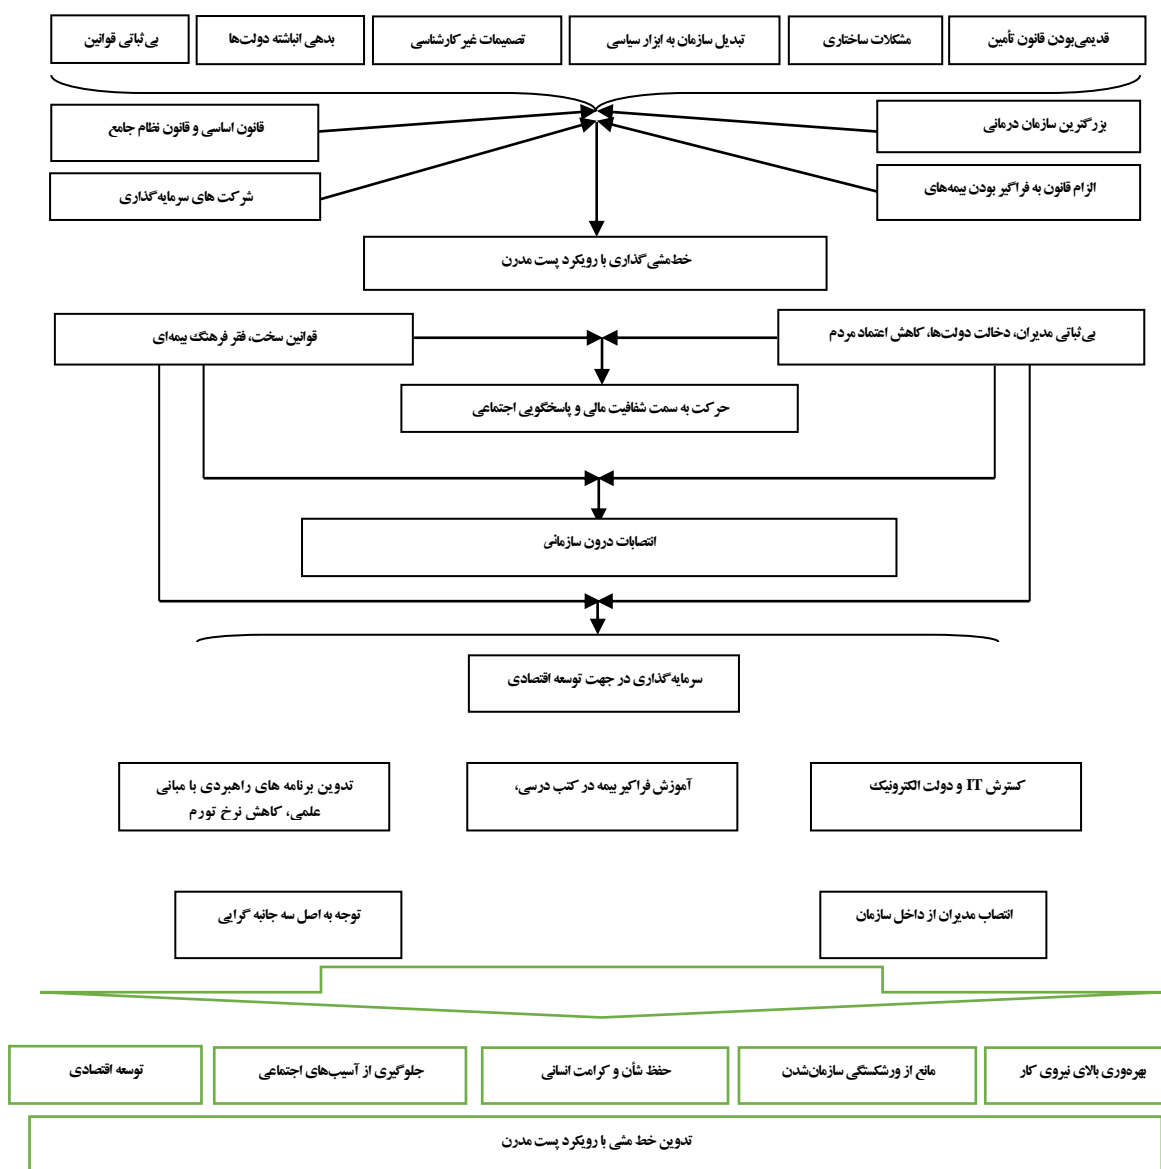 قدیمی‌بودن قانون تأمین
مشکلات ساختاری
تبدیل سازمان به ابزار سیاسی
تصمیمات غیرکارشناسی
بدهی انباشته دولت‌ها
بی‌ثباتی قوانین
بزرگترین سازمان درمانی
قانون اساسی و قانون نظام جامع
الزام قانون به فراگیر بودن بیمه‌های
شرکت های سرمایه‌گذاری
خط‌مشی‌گذاری با رویکرد پست مدرن
بی‌ثباتی مدیران، دخالت دولت‌ها، کاهش اعتماد مردم
قوانین سخت، فقر فرهنگ بیمه‌ای
حرکت به سمت شفافیت مالی و پاسخگویی اجتماعی
انتصابات درون سازمانی
سرمایه‌گذاری در جهت توسعه اقتصادی
کسترش IT و دولت الکترونیک
آموزش فراکیر بیمه در کتب درسی،
تدوین برنامه های راهبردی با مبانی
علمی، کاهش نرخ تورم
انتصاب مدیران از داخل سازمان
توجه به اصل سه جانبه گرایی
بهره‌وری بالای نیروی کار
مانع از ورشکستگی سازمان‌شدن
حفظ شأن و کرامت انسانی
جلوگیری از آسیب‌های اجتماعی
توسعه اقتصادی
تدوین خط مشی با رویکرد پست مدرن